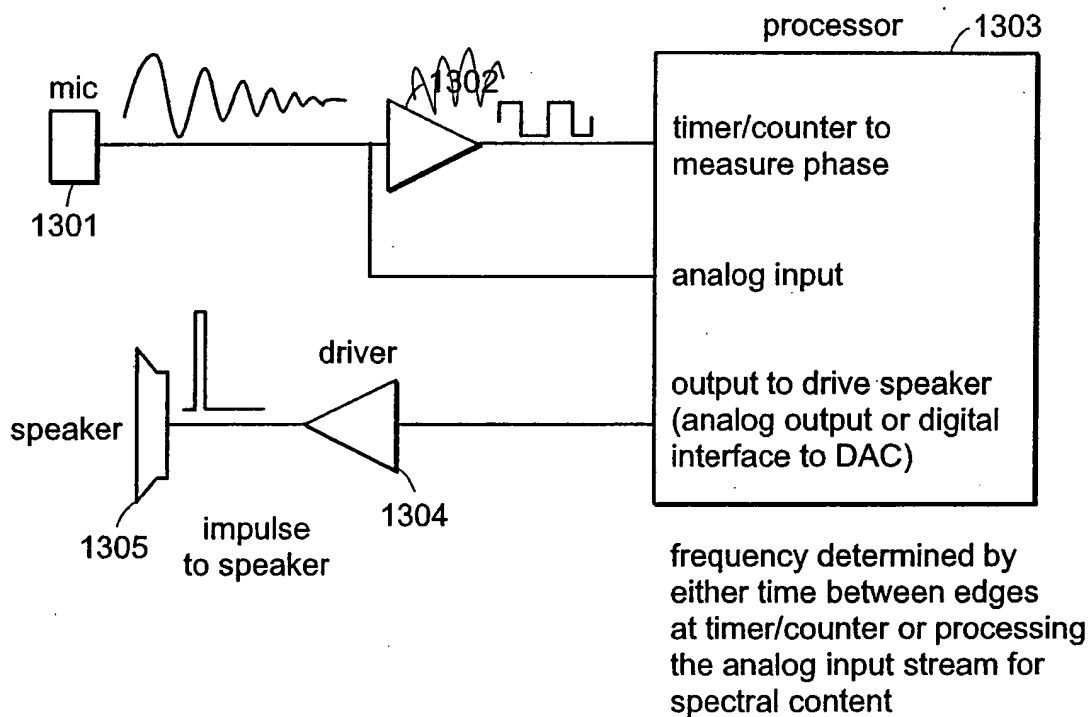 processor
1303
mic
1302
timer/counter to
measure phase
1301
analog input
driver
output to drive speaker
(analog output or digital
interface to DAC)
speaker
1304
1305
impulse
to speaker
frequency determined by
either time between edges
at timer/counter or processing
the analog input stream for
spectral content